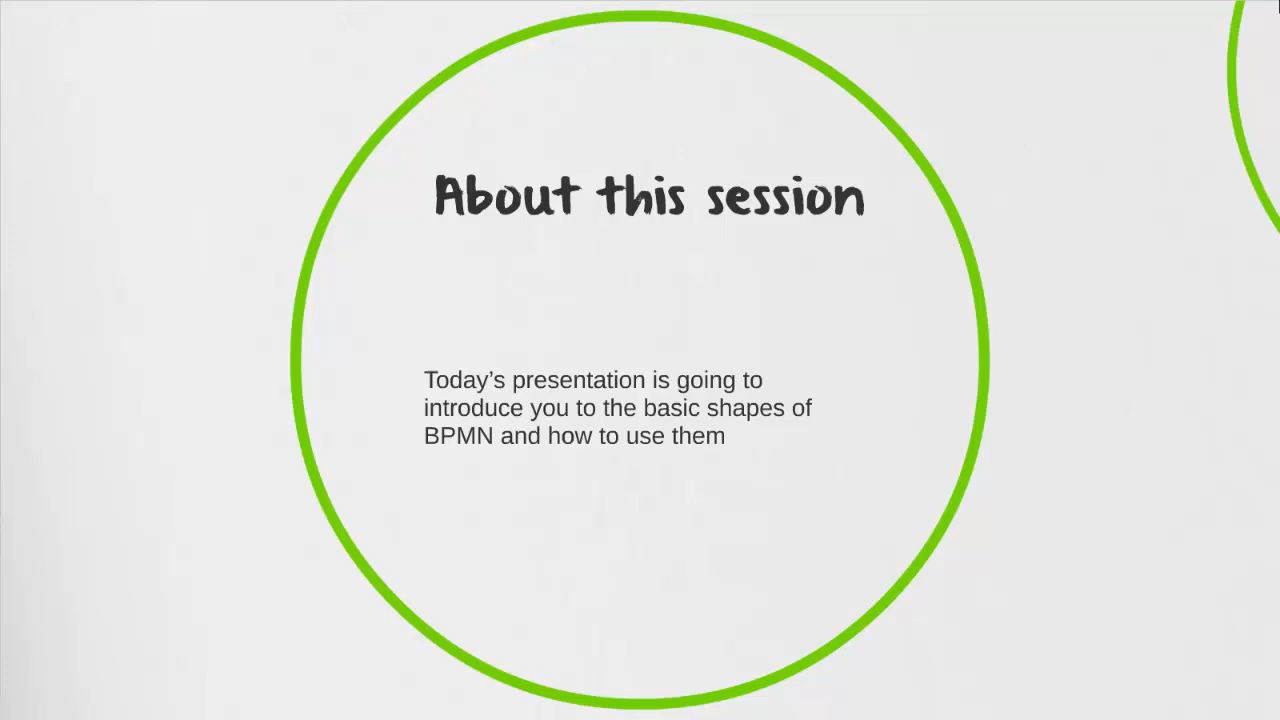 About this session
Today’s presentation is going to
introduce you to the basic shapes of
BPMN and how to use them